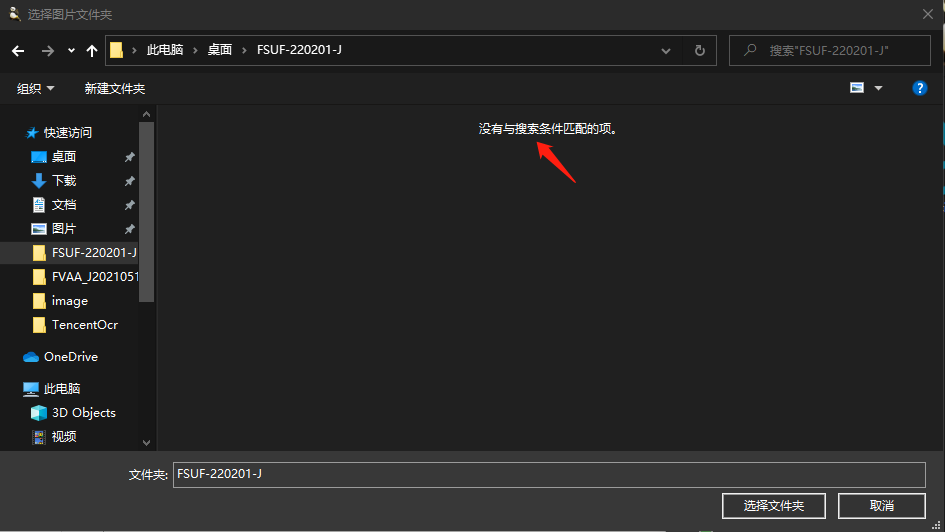 选择图片文件夹
此电脑 桌面 FSUF-220201-J
搜索"FSUF-220201-J"
组织 新建文件夹
没有与搜索条件匹配的项。
快速访问
桌面
下载
文档
图片
FSUF-220201-J
FVAA_J2021051
image
TencentOcr
OneDrive
此电脑
3D Objects
视频
文件夹: FSUF-220201-J
选择文件夹 取消